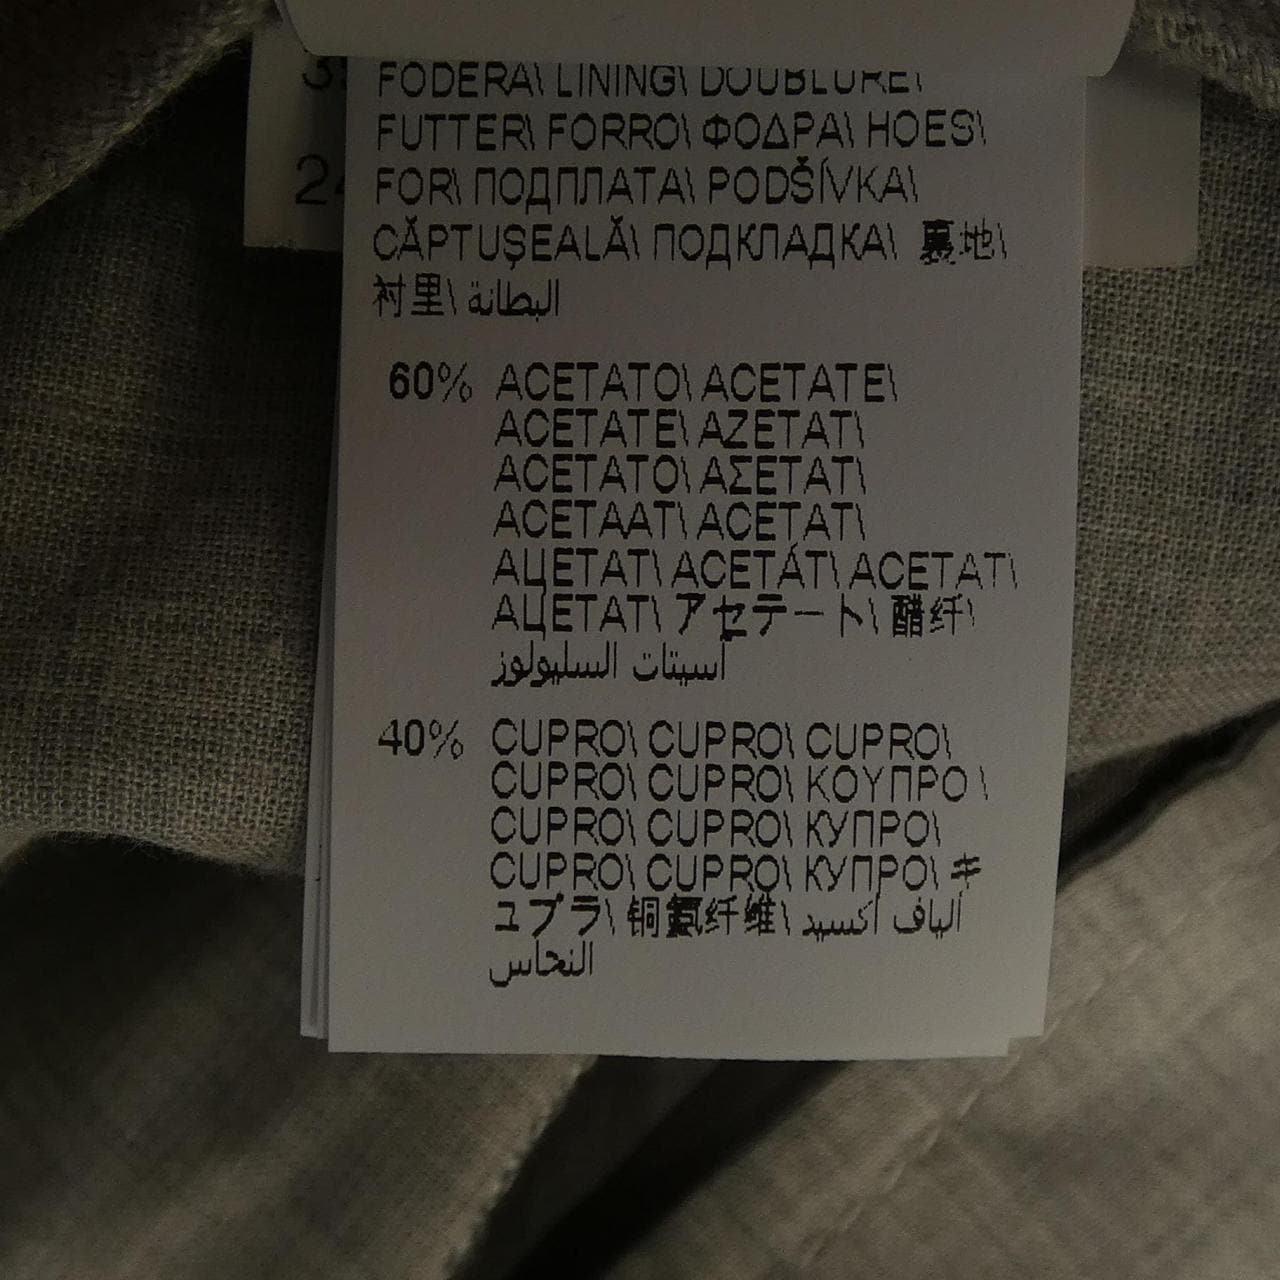 FODERA\ LINING\ DOUBLURE\
FUTTER\ FORRO\ ΦΟΔΡΑ\ HOES\
FOR\ ПОДПЛАТА\ PODŠÍVKA\
CĂPTUŞEALĂ\ ПОДКЛАДКА\ 裏地\
衬里\ البطانة
60% ACETATO\ ACETATE\
ACETATE\ AZETAT\
ACETATO\ ΑΣΕΤΑΤ\
ACETAAT\ ACETAT\
АЦЕТАТ\ ACETÁT\ ACETAT\
АЦЕТАТ\ アセテート\ 醋纤\
أسيتات السليولوز
40% CUPRO\ CUPRO\ CUPRO\
CUPRO\ CUPRO\ ΚΟΥΠΡΟ \
CUPRO\ CUPRO\ КУПРО\
CUPRO\ CUPRO\ КУПРО\ キ
ュプラ\ 铜氨纤维\ ألياف أكسيد
النحاس